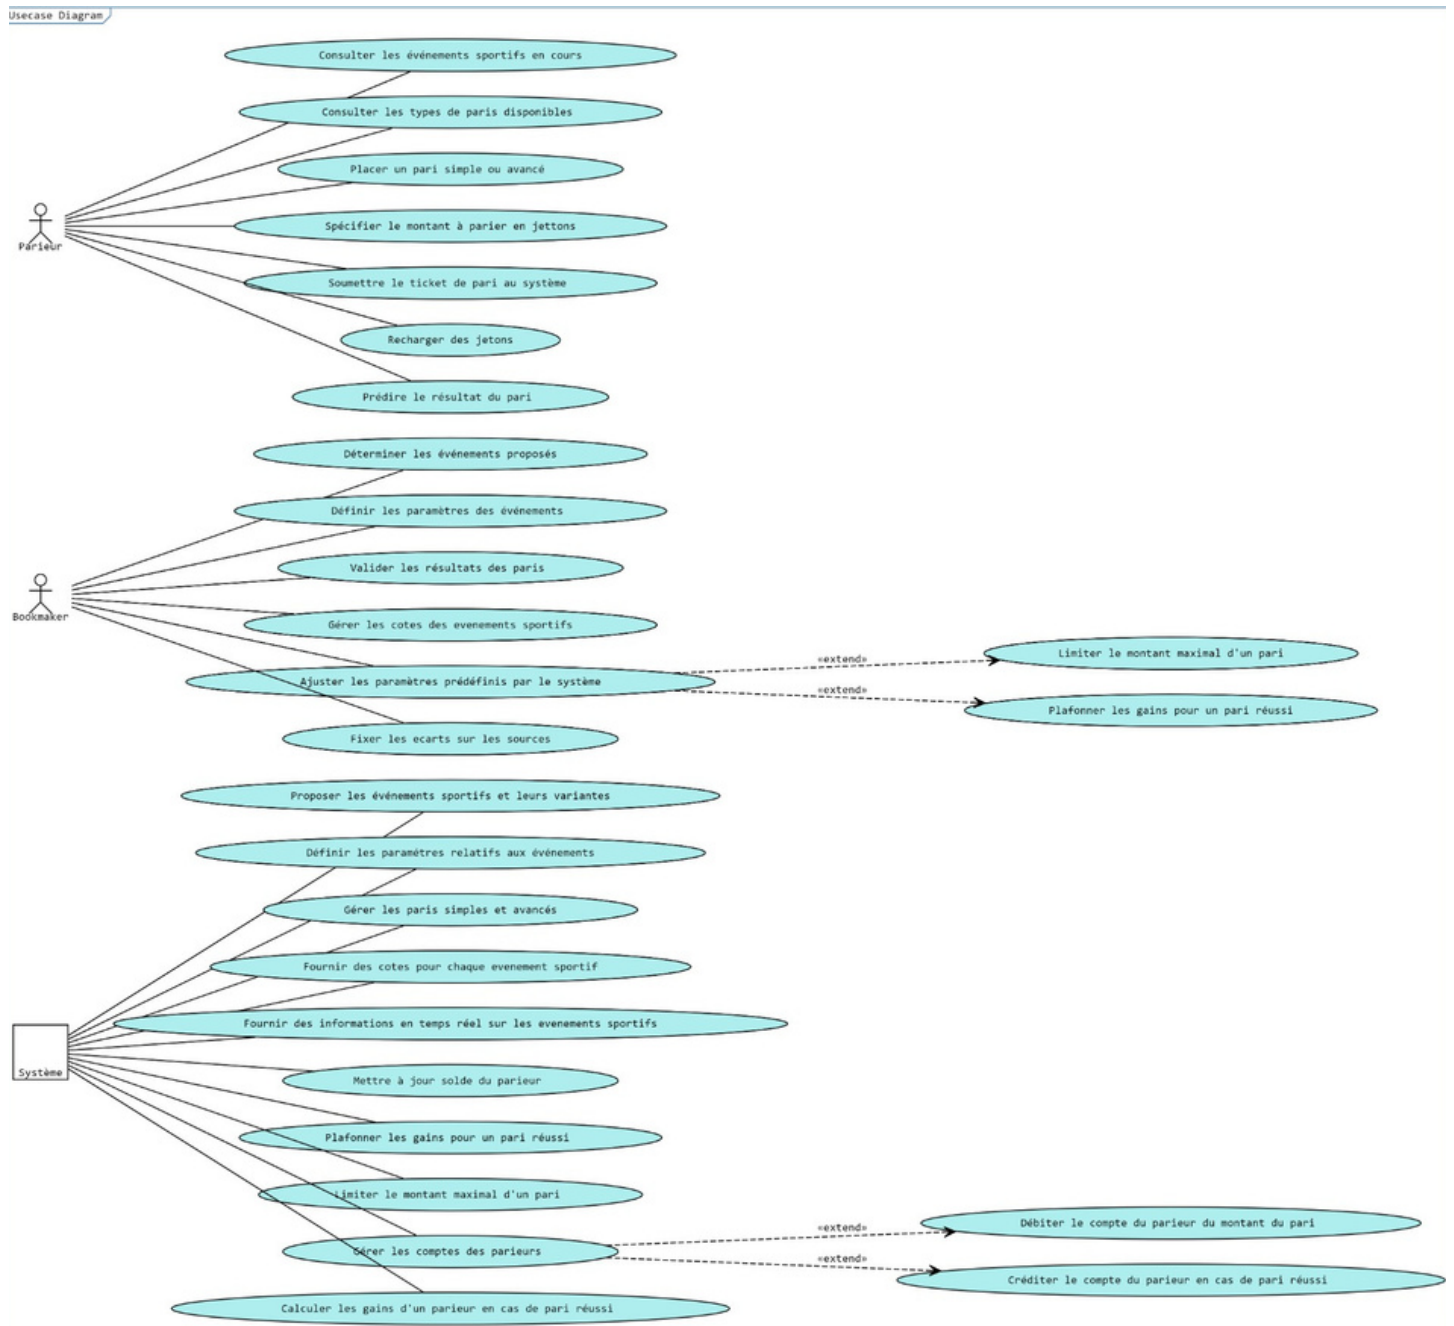 Usecase Diagram
Consulter les événements sportifs en cours
Consulter les types de paris disponibles
Placer un pari simple ou avancé
Spécifier le montant à parier en jettons
Parieur
Soumettre le ticket de pari au système
Recharger des jetons
Prédire le résultat du pari
Déterminer les événements proposés
Définir les paramètres des événements
Valider les résultats des paris
Bookmaker
Gérer les cotes des evenements sportifs
«extend»
Limiter le montant maximal d'un pari
Ajuster les paramètres prédéfinis par le système
«extend»
Plafonner les gains pour un pari réussi
Fixer les ecarts sur les sources
Proposer les événements sportifs et leurs variantes
Définir les paramétres relatifs aux événements
Gérer les paris simples et avancés
Fournir des cotes pour chaque evenement sportif
Fournir des informations en temps réel sur les evenements sportifs
Système
Mettre à jour solde du parieur
Plafonner les gains pour un pari réussi
Limiter le montant maximal d'un pari
«extend»
Débiter le compte du parieur du montant du pari
Gérer les comptes des parieurs
«extend»
Créditer le compte du parieur en cas de pari réussi
Calculer les gains d'un parieur en cas de pari réussi